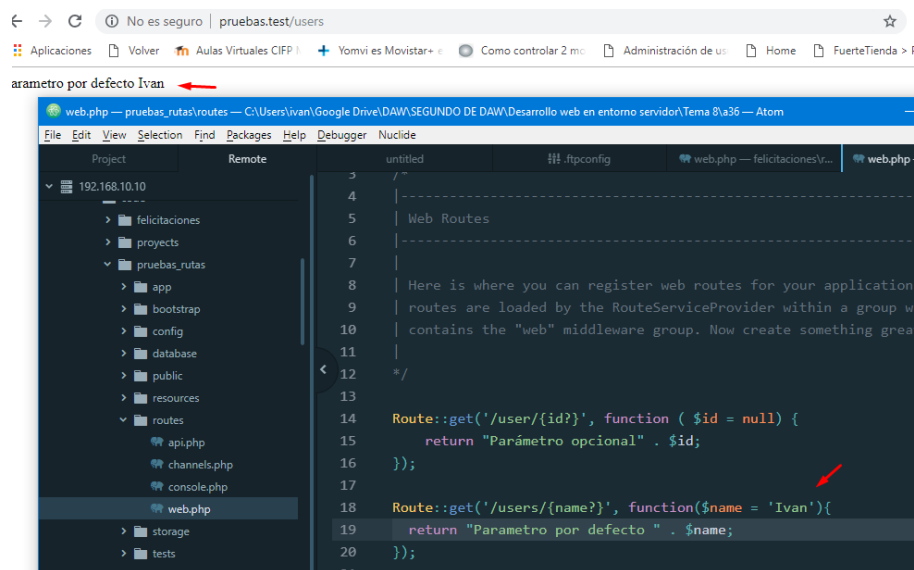 No es seguro | pruebas.test/users
Aplicaciones Volver Aulas Virtuales CIFP Yomvi es Movistar+ Como controlar 2 mo Administración de us Home FuerteTienda >
arametro por defecto Ivan
web.php — pruebas_rutas\routes — C:\Users\ivan\Google Drive\DAW\SEGUNDO DE DAW\Desarrollo web en entorno servidor\Tema 8\a36 — Atom
File Edit View Selection Find Packages Help Debugger Nuclide
Project Remote untitled .ftpconfig web.php — felicitaciones\r... web.php
192.168.10.10
felicitaciones
proyects
pruebas_rutas
app
bootstrap
config
database
public
resources
routes
api.php
channels.php
console.php
web.php
storage
tests
3 /*
4 |--------------------------------------------------------------------------
5 | Web Routes
6 |--------------------------------------------------------------------------
7 |
8 | Here is where you can register web routes for your application
9 | routes are loaded by the RouteServiceProvider within a group w
10 | contains the "web" middleware group. Now create something grea
11 |
12 */
13
14 Route::get('/user/{id?}', function ( $id = null) {
15 return "Parámetro opcional" . $id;
16 });
17
18 Route::get('/users/{name?}', function($name = 'Ivan'){
19 return "Parametro por defecto " . $name;
20 });